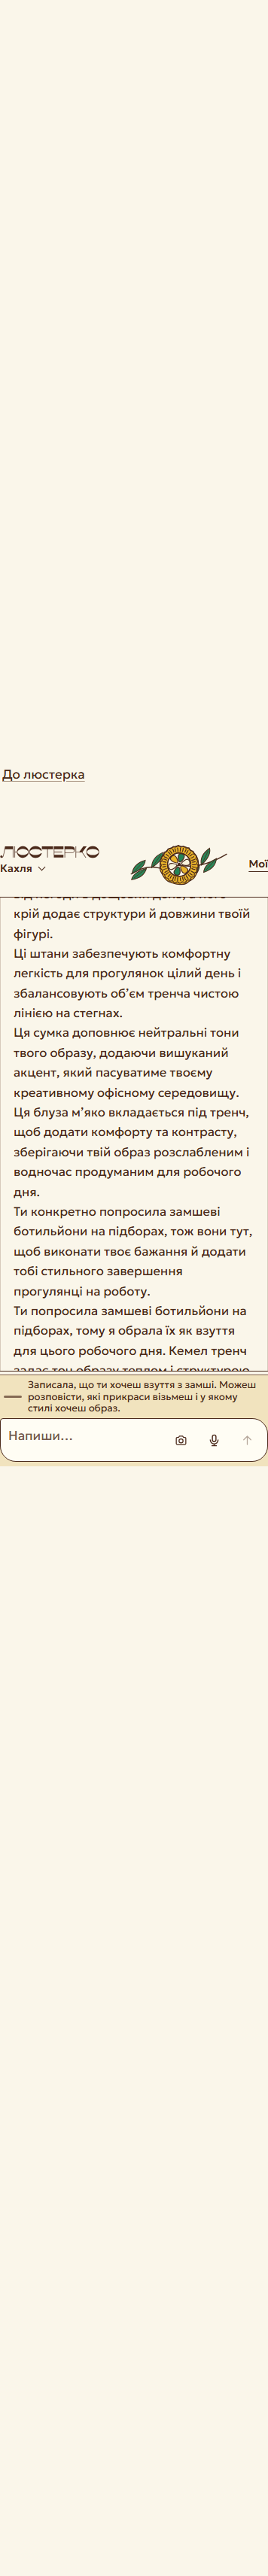 До люстерка
ЛЮСТЕРКО
Кахля
Мої
крій додає структури й довжини твоїй
фігурі.
Ці штани забезпечують комфортну
легкість для прогулянок цілий день і
збалансовують об’єм тренча чистою
лінією на стегнах.
Ця сумка доповнює нейтральні тони
твого образу, додаючи вишуканий
акцент, який пасуватиме твоєму
креативному офісному середовищу.
Ця блуза м’яко вкладається під тренч,
щоб додати комфорту та контрасту,
зберігаючи твій образ розслабленим і
водночас продуманим для робочого
дня.
Ти конкретно попросила замшеві
ботильйони на підборах, тож вони тут,
щоб виконати твоє бажання й додати
тобі стильного завершення
прогулянці на роботу.
Ти попросила замшеві ботильйони на
підборах, тому я обрала їх як взуття
для цього робочого дня. Кемел тренч
задає тон образу теплом і структурою
Записала, що ти хочеш взуття з замші. Можеш
розповісти, які прикраси візьмеш і у якому
стилі хочеш образ.
Напиши...